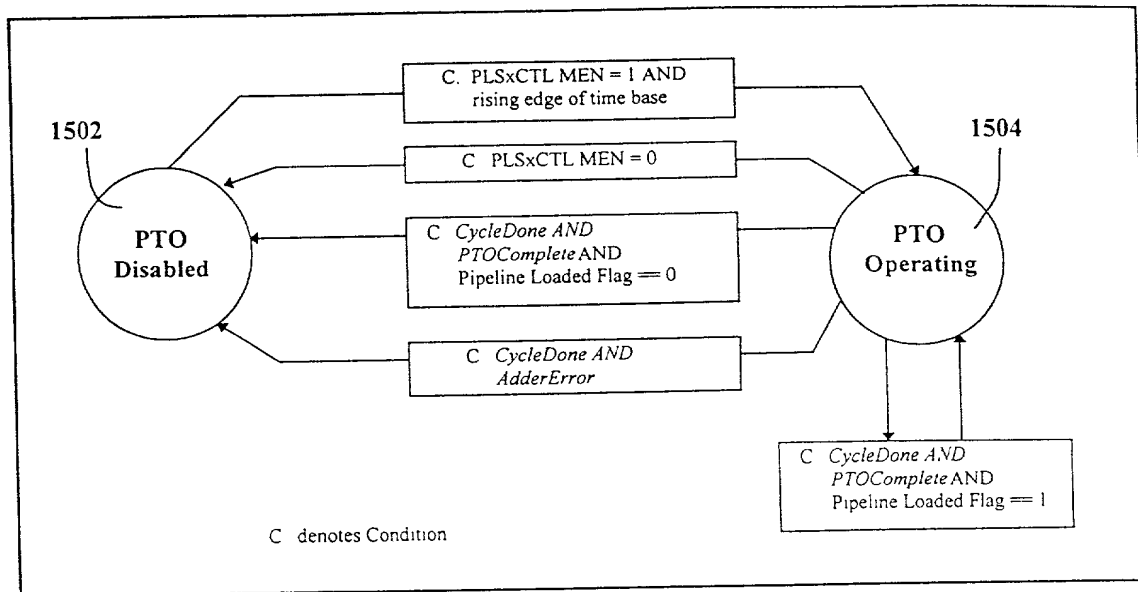 C. PLSxCTL MEN = 1 AND
rising edge of time base
1502
1504
C PLSxCTL MEN = 0
PTO
Disabled
C CycleDone AND
PTOComplete AND
Pipeline Loaded Flag == 0
PTO
Operating
C CycleDone AND
AdderError
C CycleDone AND
PTOComplete AND
Pipeline Loaded Flag == 1
C denotes Condition